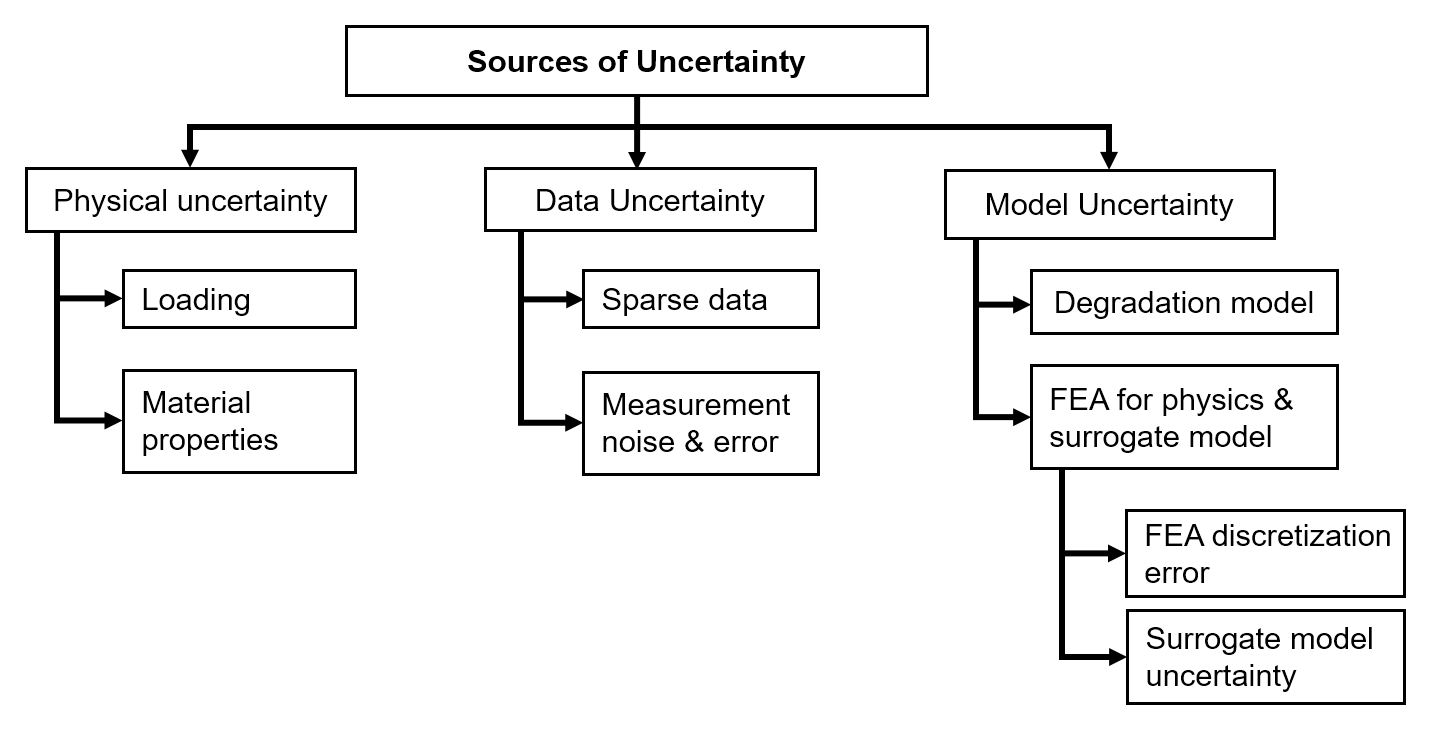 Sources of Uncertainty
Physical uncertainty
Loading
Material
properties
Data Uncertainty
Sparse data
Measurement
noise & error
Model Uncertainty
Degradation model
FEA for physics &
surrogate model
FEA discretization
error
Surrogate model
uncertainty